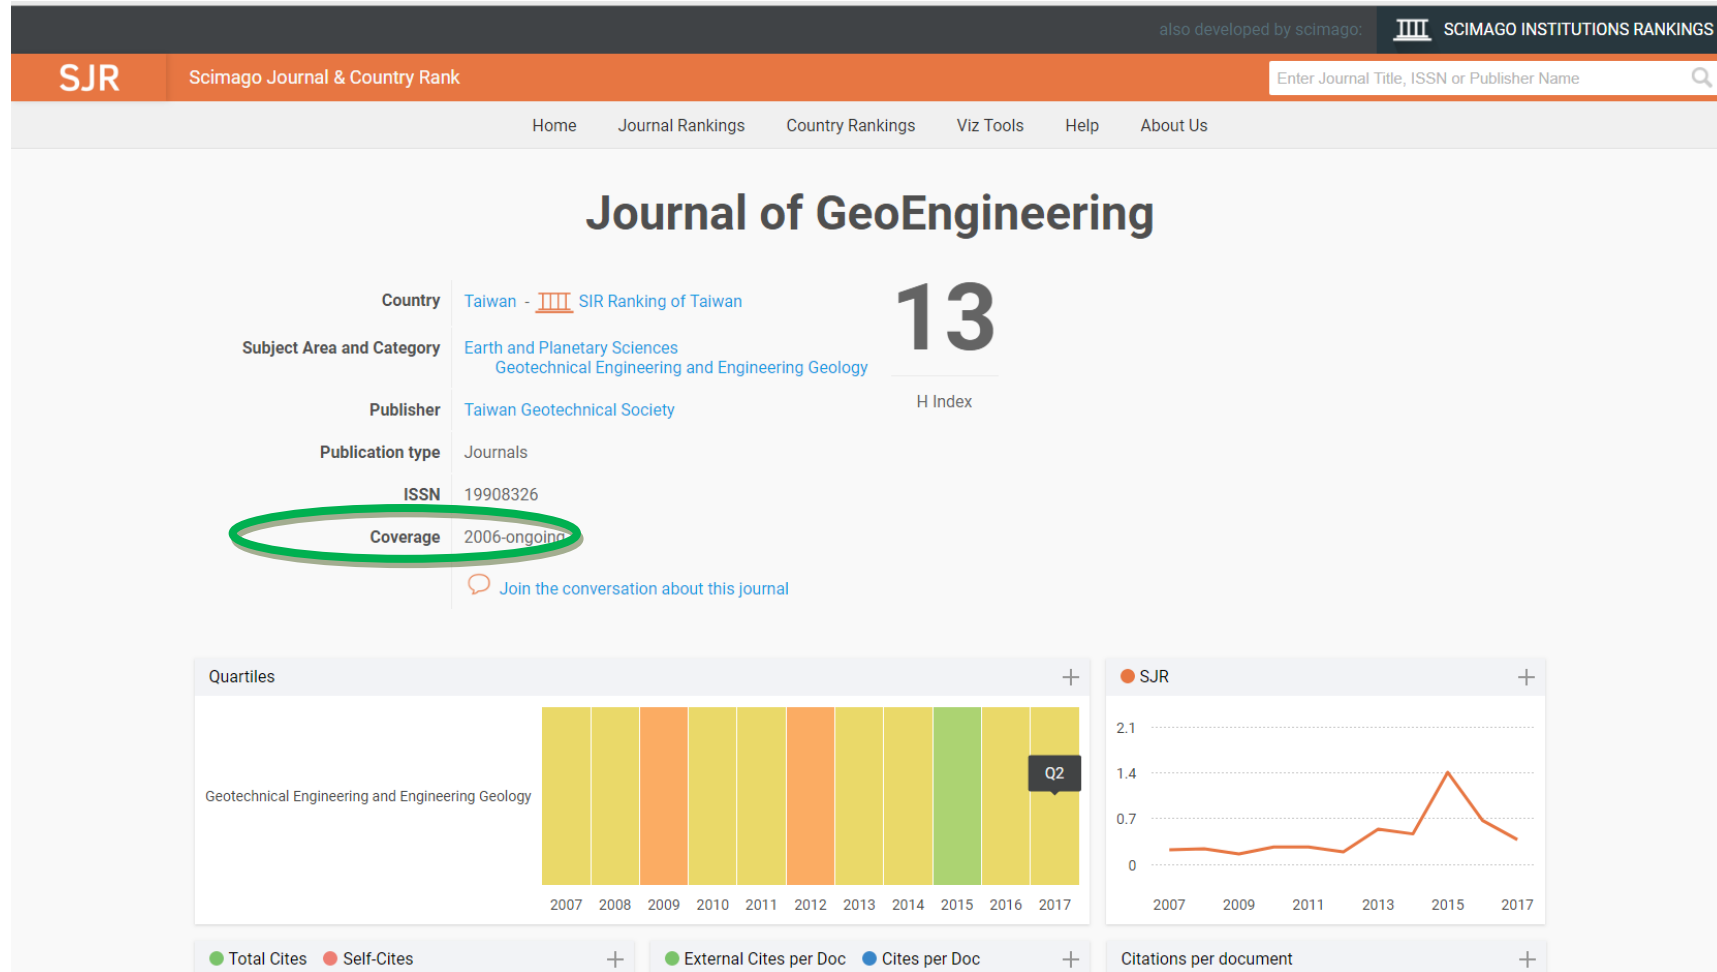 also developed by scimago: SCIMAGO INSTITUTIONS RANKINGS
SJR Scimago Journal & Country Rank Enter Journal Title, ISSN or Publisher Name
Home Journal Rankings Country Rankings Viz Tools Help About Us
Journal of GeoEngineering
Country Taiwan - SIR Ranking of Taiwan
Subject Area and Category Earth and Planetary Sciences
Geotechnical Engineering and Engineering Geology
Publisher Taiwan Geotechnical Society
Publication type Journals
ISSN 19908326
Coverage 2006-ongoing
Join the conversation about this journal
13
H Index
Quartiles
Geotechnical Engineering and Engineering Geology
Q2
2007 2008 2009 2010 2011 2012 2013 2014 2015 2016 2017
SJR
2.1
1.4
0.7
0
2007 2009 2011 2013 2015 2017
Total Cites Self-Cites
External Cites per Doc Cites per Doc
Citations per document